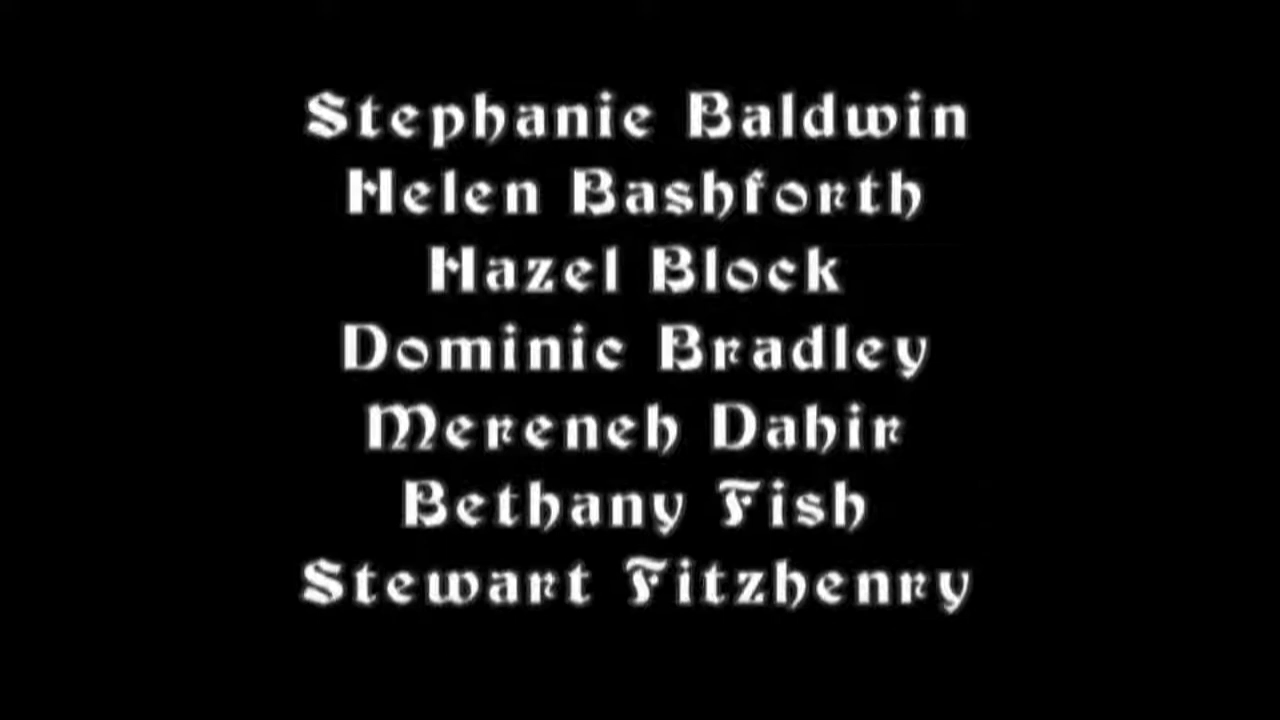 Stephanie Baldwin
Helen Bashforth
Hazel Block
Dominic Bradley
Mereneh Dahir
Bethany Fish
Stewart Fitzhenry